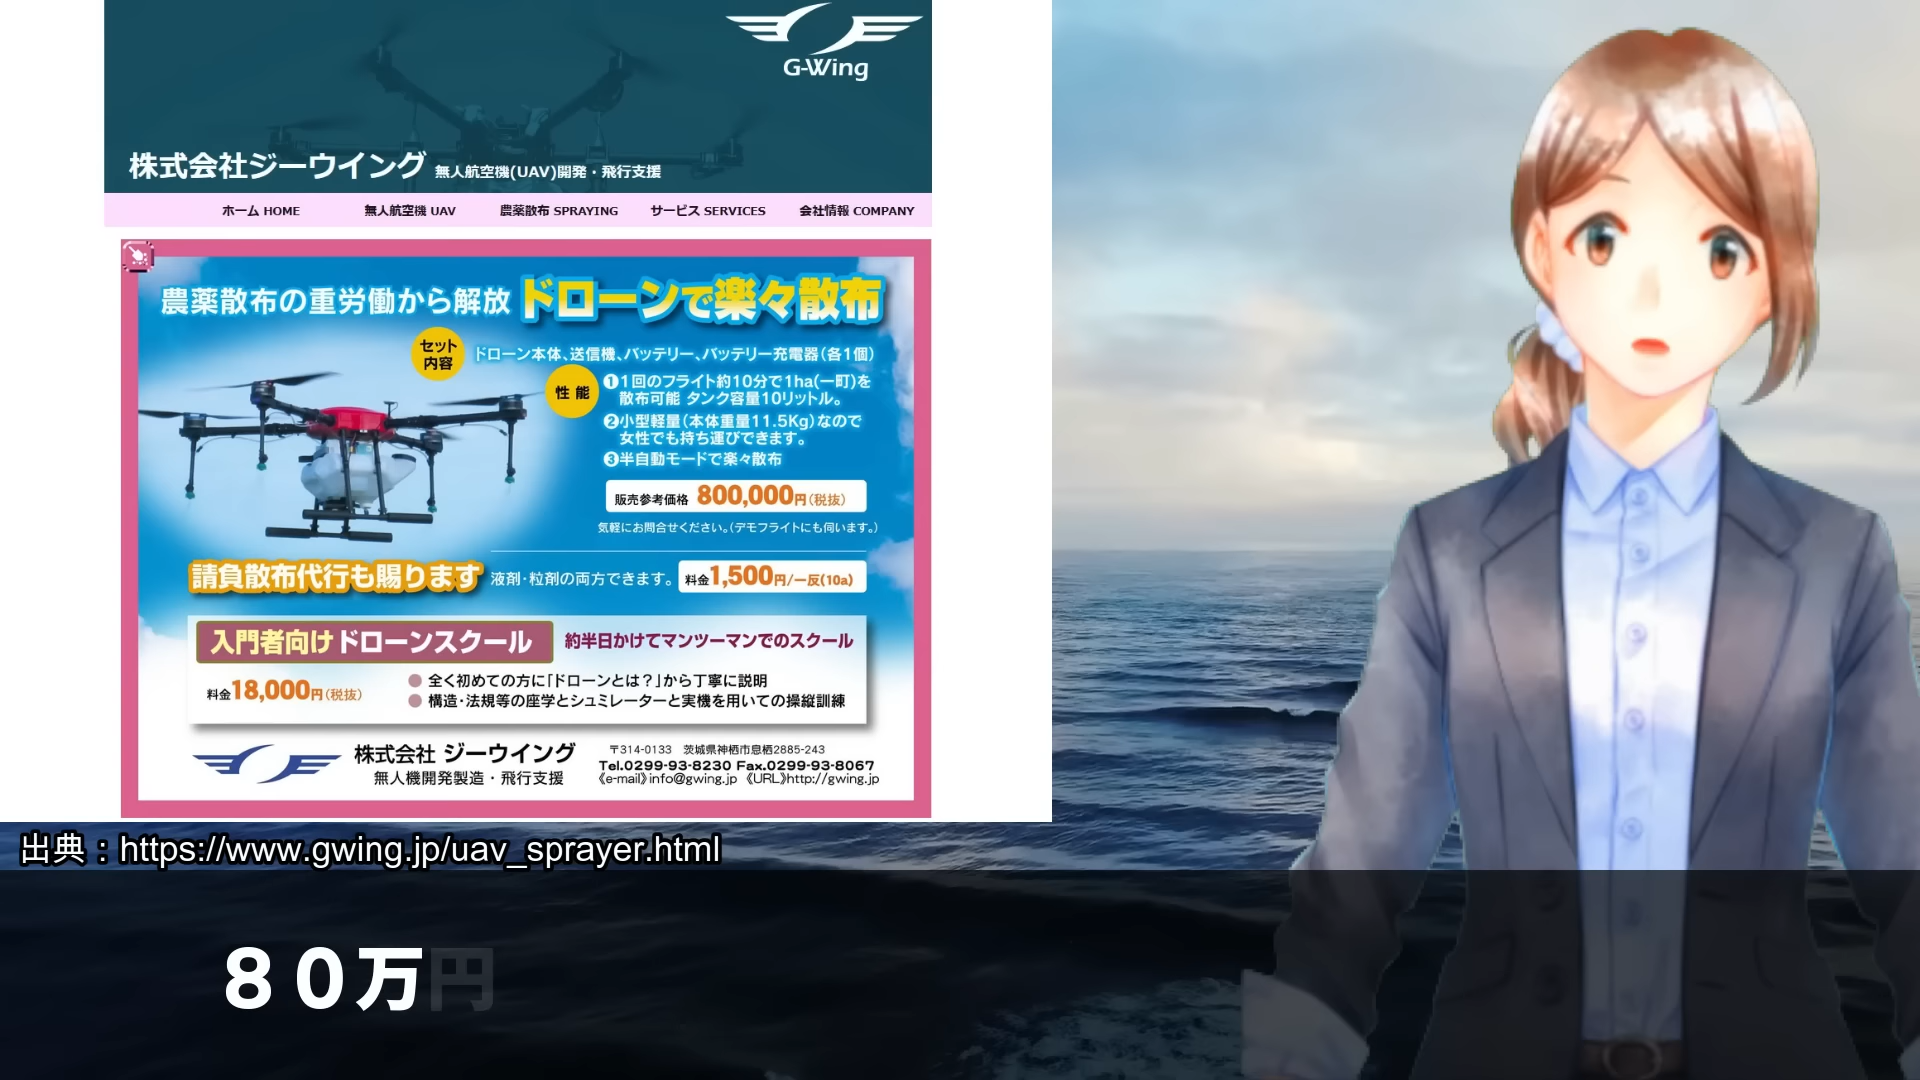 G-Wing
株式会社ジーウイング 無人航空機(UAV)開発・飛行支援
ホーム HOME 無人航空機 UAV 農薬散布 SPRAYING サービス SERVICES 会社情報 COMPANY
農薬散布の重労働から解放 ドローンで楽々散布
セット内容 ドローン本体、送信機、バッテリー、バッテリー充電器(各1個)
性能 ❶1回のフライト約10分で1ha(一町)を
散布可能 タンク容量10リットル。
❷小型軽量(本体重量11.5Kg)なので
女性でも持ち運びできます。
❸半自動モードで楽々散布
販売参考価格 800,000円(税抜)
気軽にお問合せください。(デモフライトにも伺います。)
請負散布代行も賜ります 液剤・粒剤の両方できます。 料金1,500円/一反(10a)
入門者向けドローンスクール 約半日かけてマンツーマンでのスクール
料金18,000円(税抜)
● 全く初めての方に「ドローンとは?」から丁寧に説明
● 構造・法規等の座学とシュミレーターと実機を用いての操縦訓練
株式会社 ジーウイング
無人機開発製造・飛行支援
〒314-0133 茨城県神栖市息栖2885-243
Tel.0299-93-8230 Fax.0299-93-8067
《e-mail》info@gwing.jp 《URL》http://gwing.jp
出典：https://www.gwing.jp/uav_sprayer.html
８０万円